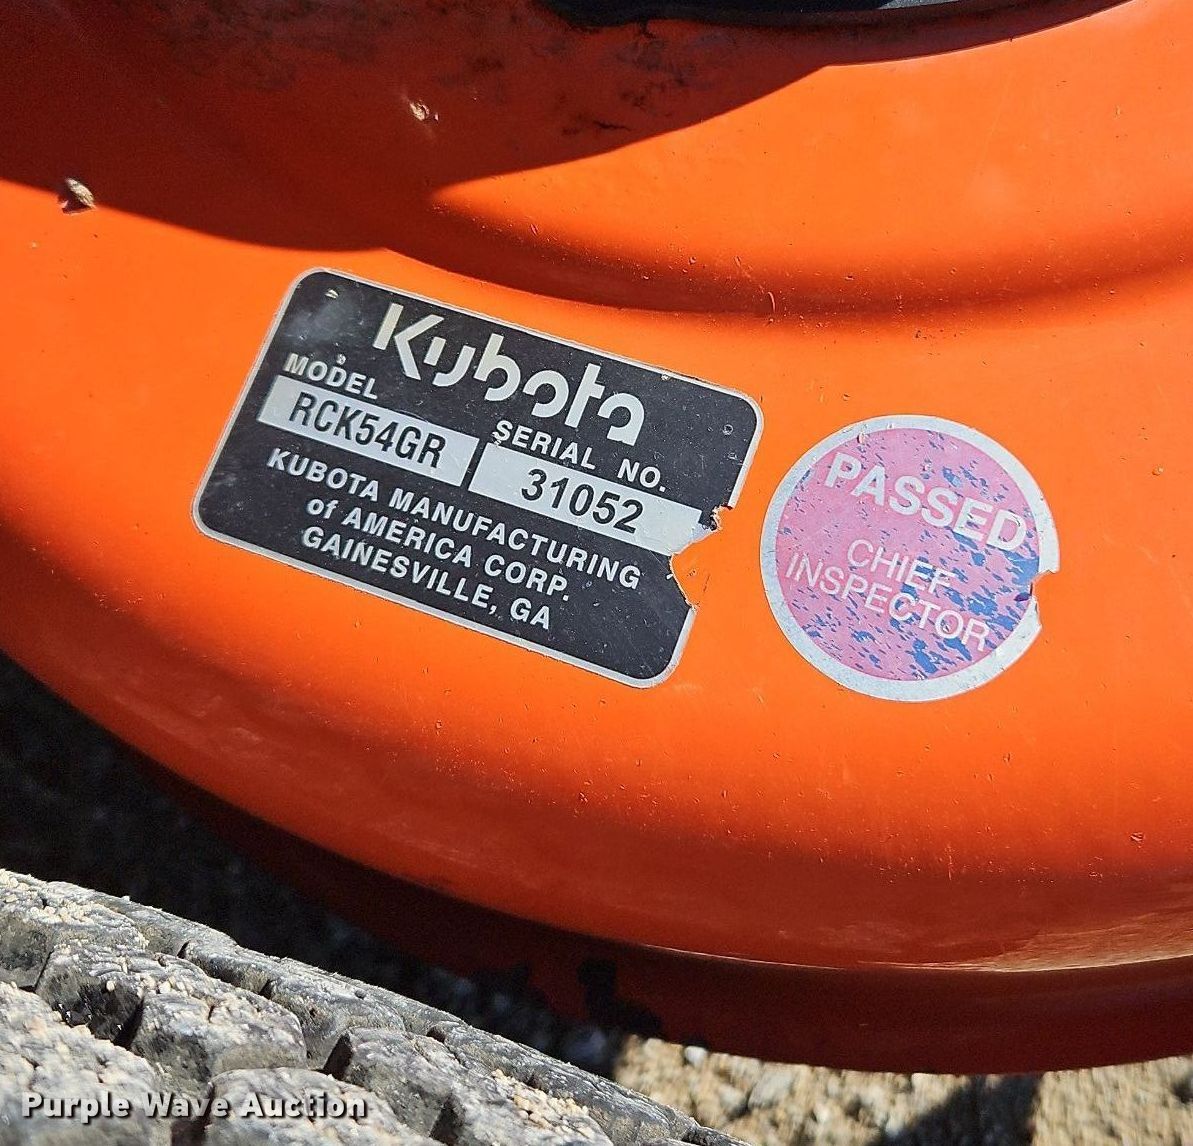 Kubota
MODEL
RCK54GR
SERIAL NO.
31052
KUBOTA MANUFACTURING
of AMERICA CORP.
GAINESVILLE, GA
PASSED
CHIEF
INSPECTOR
Purple Wave Auction